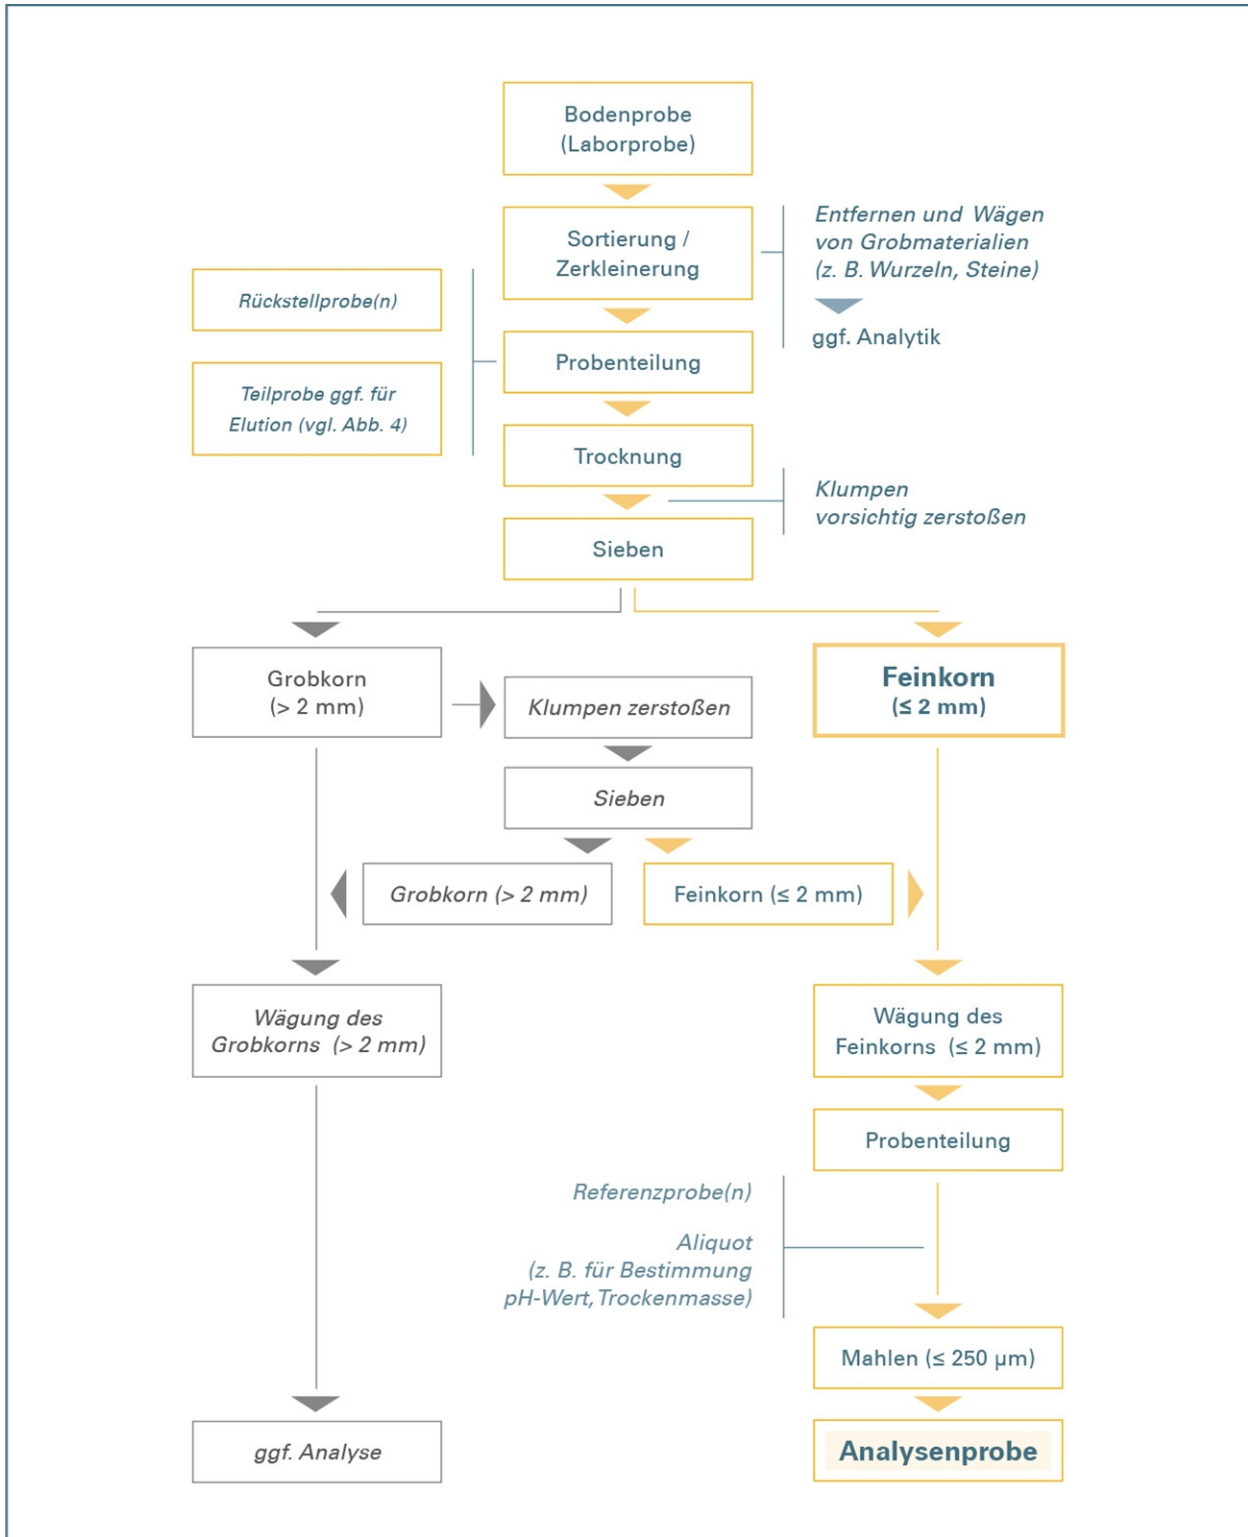 Bodenprobe
(Laborprobe)
Sortierung /
Zerkleinerung
Entfernen und Wägen
von Grobmaterialien
(z. B. Wurzeln, Steine)
ggf. Analytik
Rückstellprobe(n)
Probenteilung
Teilprobe ggf. für
Elution (vgl. Abb. 4)
Trocknung
Klumpen
vorsichtig zerstoßen
Sieben
Grobkorn
(> 2 mm)
Klumpen zerstoßen
Feinkorn
(≤ 2 mm)
Sieben
Grobkorn (> 2 mm)
Feinkorn (≤ 2 mm)
Wägung des
Grobkorns (> 2 mm)
Wägung des
Feinkorns (≤ 2 mm)
Probenteilung
Referenzprobe(n)
Aliquot
(z. B. für Bestimmung
pH-Wert, Trockenmasse)
Mahlen (≤ 250 µm)
ggf. Analyse
Analysenprobe